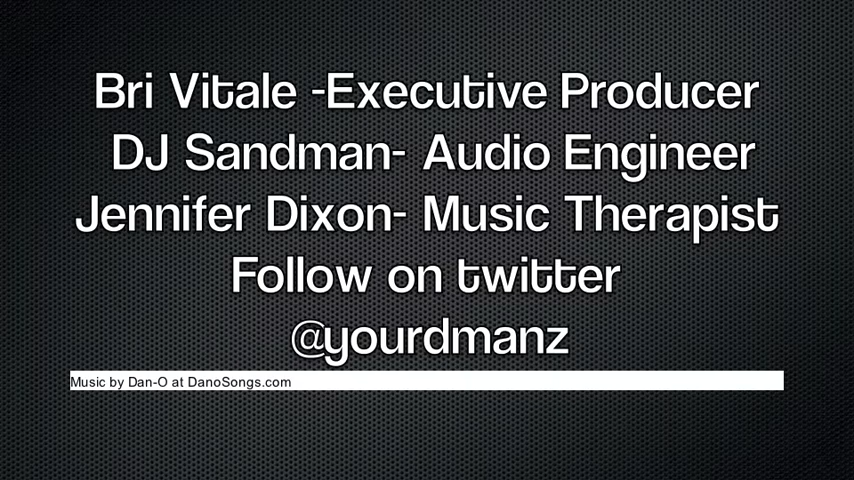 Bri Vitale -Executive Producer
DJ Sandman- Audio Engineer
Jennifer Dixon- Music Therapist
Follow on twitter
@yourdmanz
Music by Dan-O at DanoSongs.com